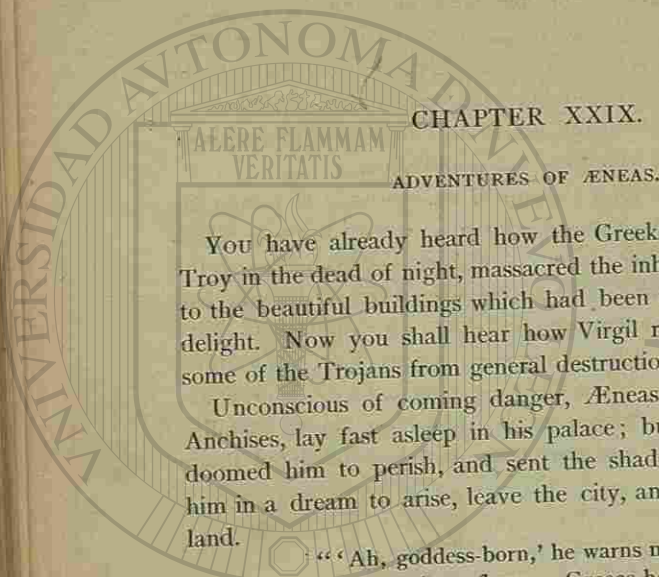 VNIVERSIDAD AVTONOMA D NVEVO
ALERE FLAMMAM
VERITATIS
CHAPTER XXIX.
ADVENTURES OF ÆNEAS.
You have already heard how the Greek
Troy in the dead of night, massacred the inh
to the beautiful buildings which had been
delight. Now you shall hear how Virgil r
some of the Trojans from general destructio
Unconscious of coming danger, Æneas
Anchises, lay fast asleep in his palace; bu
doomed him to perish, and sent the shad
him in a dream to arise, leave the city, an
land.
"'Ah, goddess-born,' he warns m